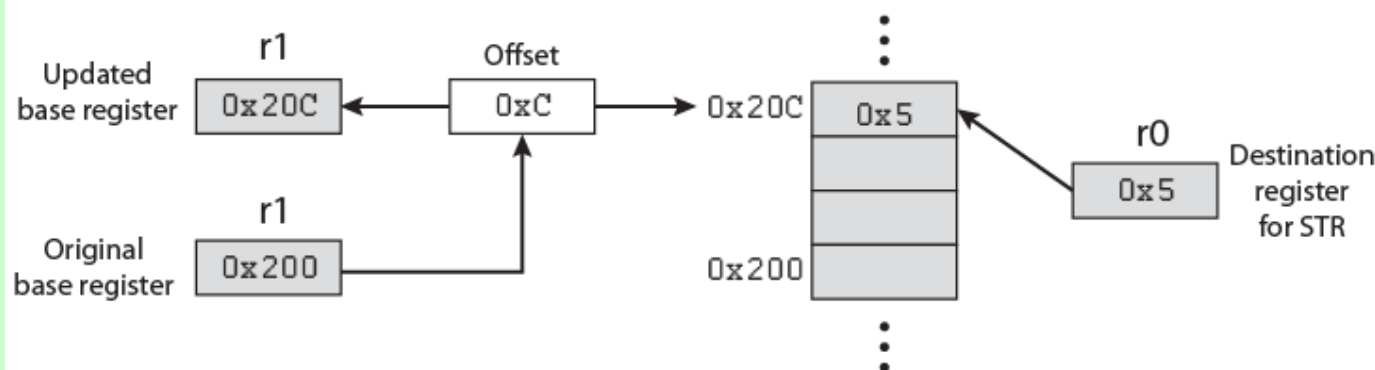 r1
Offset
Updated
base register
0x20C
0xC
0x20C
0x5
r0
0x5
Destination
register
for STR
r1
Original
base register
0x200
0x200